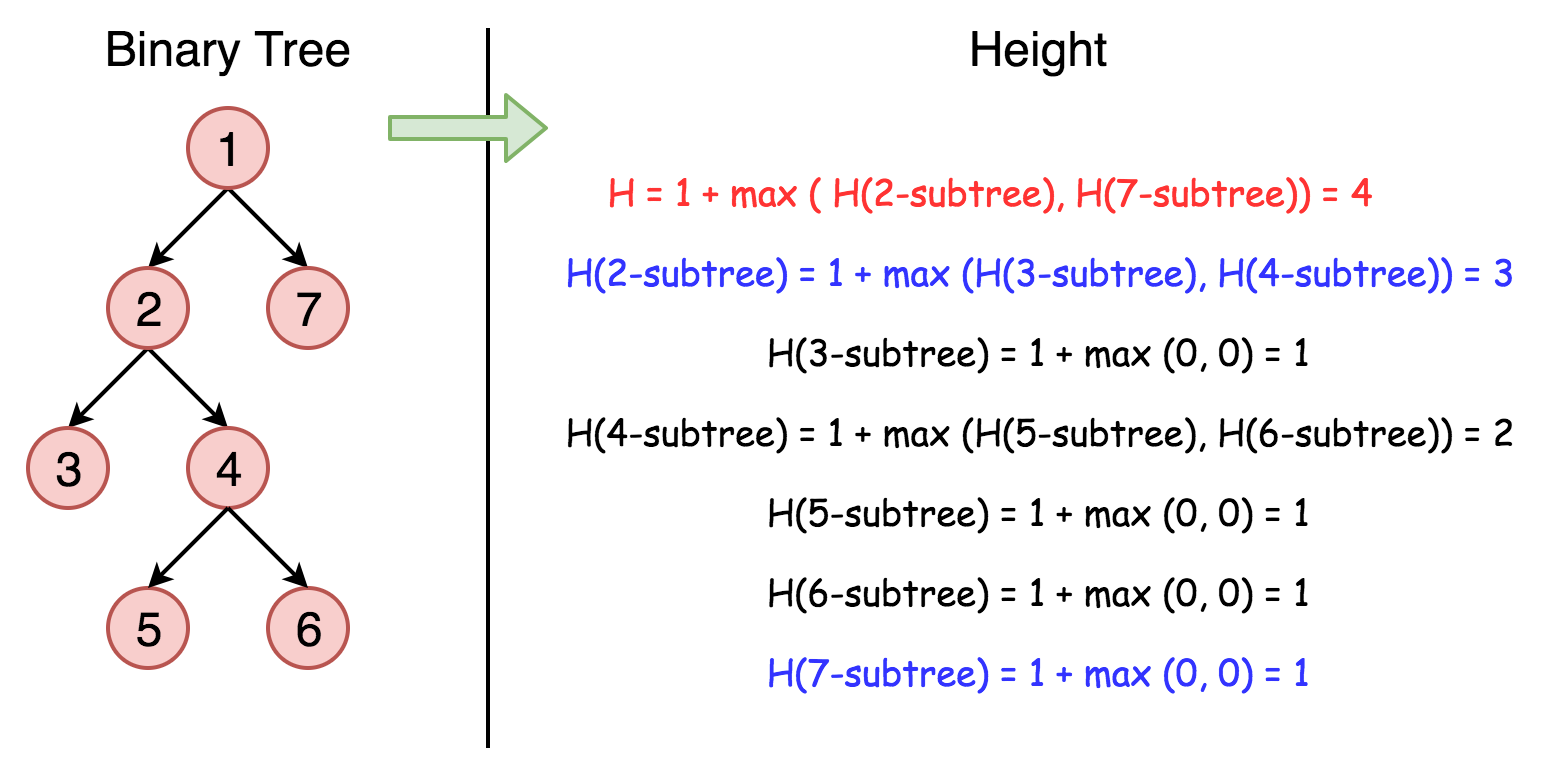 Binary Tree
1
2
7
3
4
5
6
Height
H = 1 + max ( H(2-subtree), H(7-subtree)) = 4
H(2-subtree) = 1 + max (H(3-subtree), H(4-subtree)) = 3
H(3-subtree) = 1 + max (0, 0) = 1
H(4-subtree) = 1 + max (H(5-subtree), H(6-subtree)) = 2
H(5-subtree) = 1 + max (0, 0) = 1
H(6-subtree) = 1 + max (0, 0) = 1
H(7-subtree) = 1 + max (0, 0) = 1